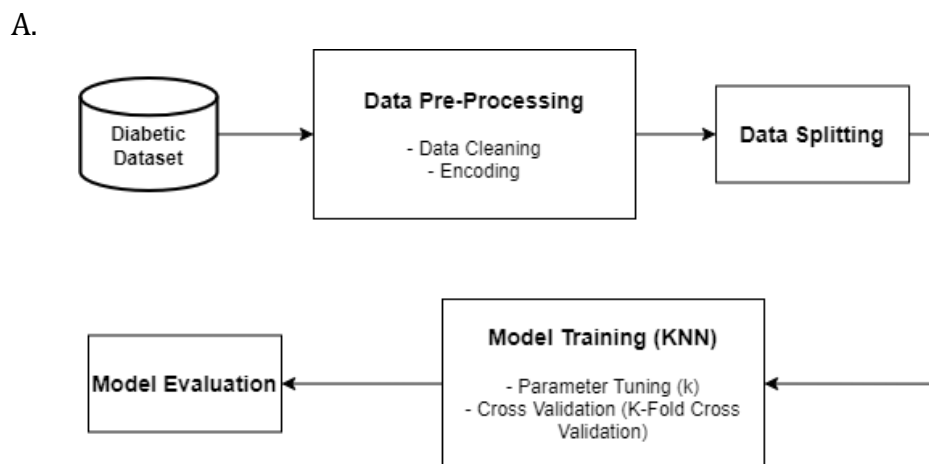 A.
Diabetic
Dataset
Data Pre-Processing
- Data Cleaning
- Encoding
Data Splitting
Model Training (KNN)
- Parameter Tuning (k)
- Cross Validation (K-Fold Cross
Validation)
Model Evaluation